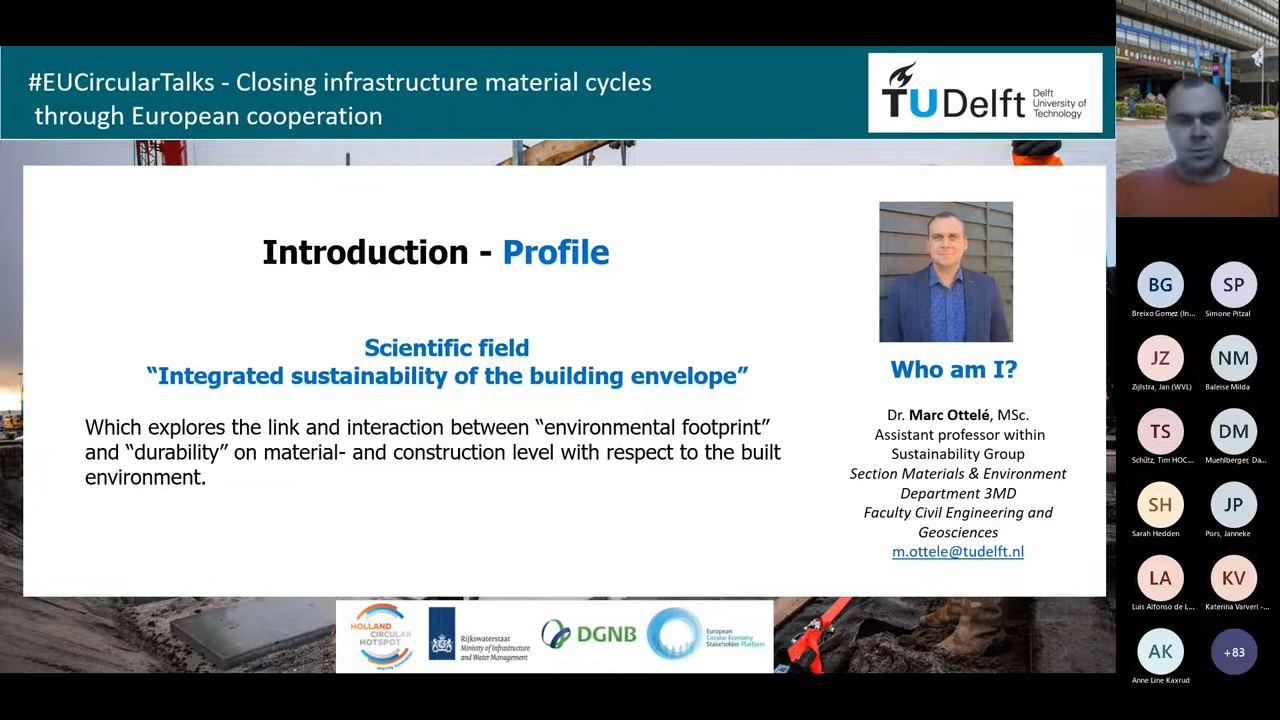 #EUCircularTalks - Closing infrastructure material cycles
through European cooperation
TU Delft
Delft
University of
Technology
Introduction - Profile
Scientific field
“Integrated sustainability of the building envelope”
Which explores the link and interaction between “environmental footprint”
and “durability” on material- and construction level with respect to the built
environment.
Who am I?
Dr. Marc Ottelé, MSc.
Assistant professor within
Sustainability Group
Section Materials & Environment
Department 3MD
Faculty Civil Engineering and
Geosciences
m.ottele@tudelft.nl
HOLLAND
CIRCULAR
HOTSPOT
Rijkswaterstaat
Ministry of Infrastructure
and Water Management
DGNB
European
Circular Economy
Stakeholder Platform
BG
Breixo Gomez (In...
SP
Simone Pitzal
JZ
Zijlstra, Jan (WVL)
NM
Baleise Milda
TS
Schütz, Tim HOC...
DM
Muehlberger, Da...
SH
Sarah Hedden
JP
Pors, Janneke
LA
Luis Alfonso de L...
KV
Katerina Varveri -...
AK
Anne Line Kaxrud
+83